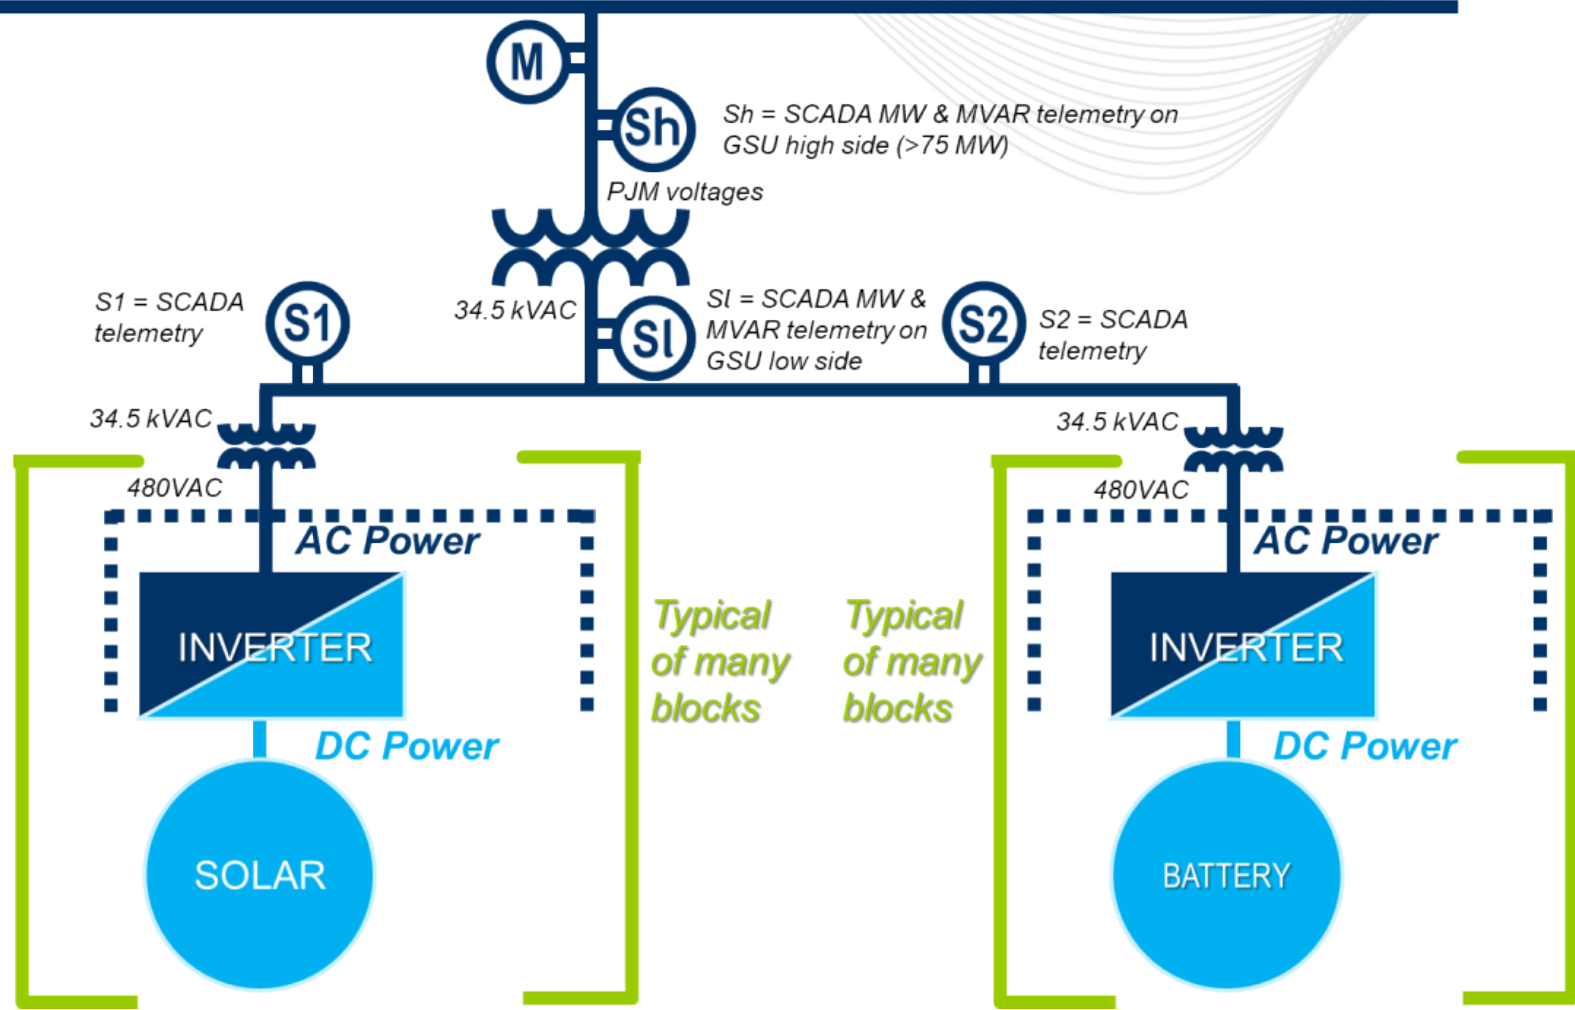 M
Sh
Sh = SCADA MW & MVAR telemetry on
GSU high side (>75 MW)
PJM voltages
S1 = SCADA
telemetry
S1
34.5 kVAC
Sl
Sl = SCADA MW &
MVAR telemetry on
GSU low side
S2
S2 = SCADA
telemetry
34.5 kVAC
480VAC
AC Power
INVERTER
DC Power
SOLAR
Typical
of many
blocks
Typical
of many
blocks
34.5 kVAC
480VAC
AC Power
INVERTER
DC Power
BATTERY